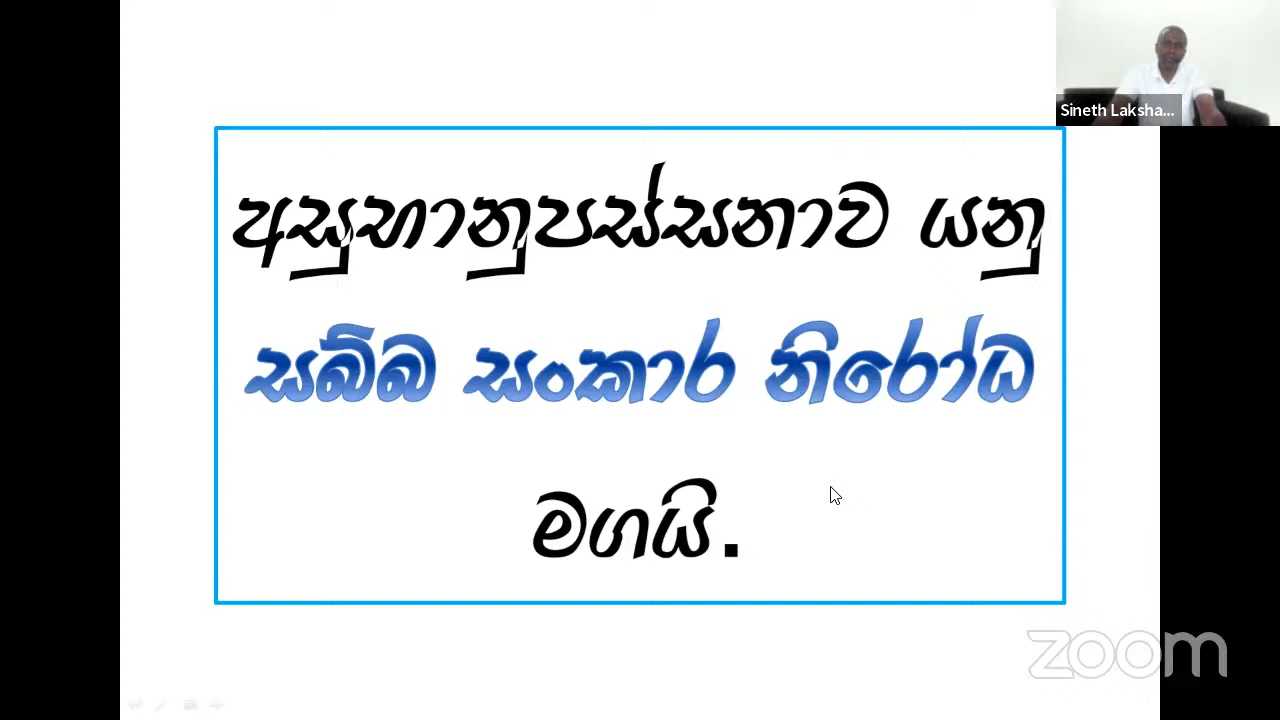 Sineth Laksha...
අසුභානුපස්සනාව යනු
සබ්බ සංකාර නිරෝධ
මගයි.
zoom